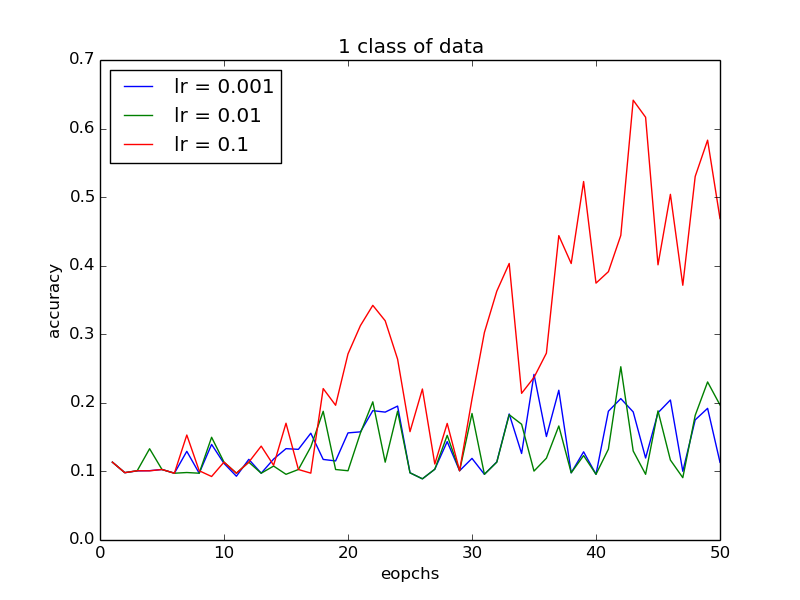 1 class of data
0.7
0.6
0.5
0.4
0.3
0.2
0.1
0.0
accuracy
lr = 0.001
lr = 0.01
lr = 0.1
0 10 20 30 40 50
eopchs